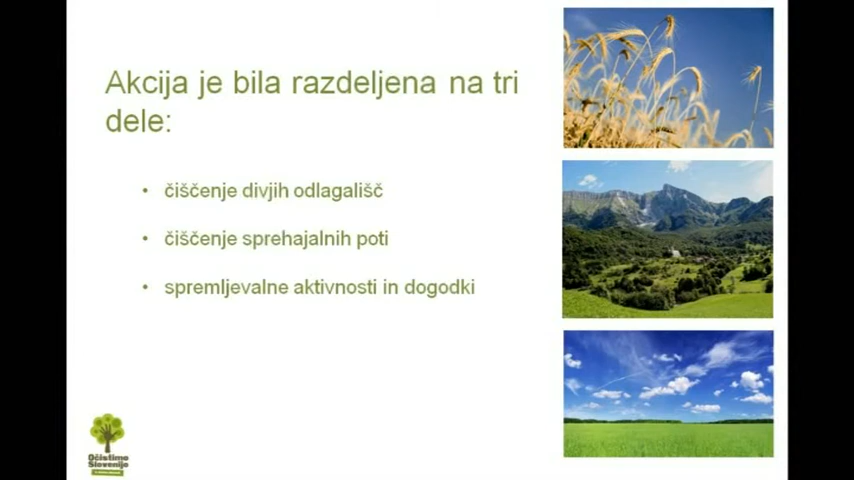 Akcija je bila razdeljena na tri
dele:
• čiščenje divjih odlagališč
• čiščenje sprehajalnih poti
• spremljevalne aktivnosti in dogodki
Očistimo
Slovenijo